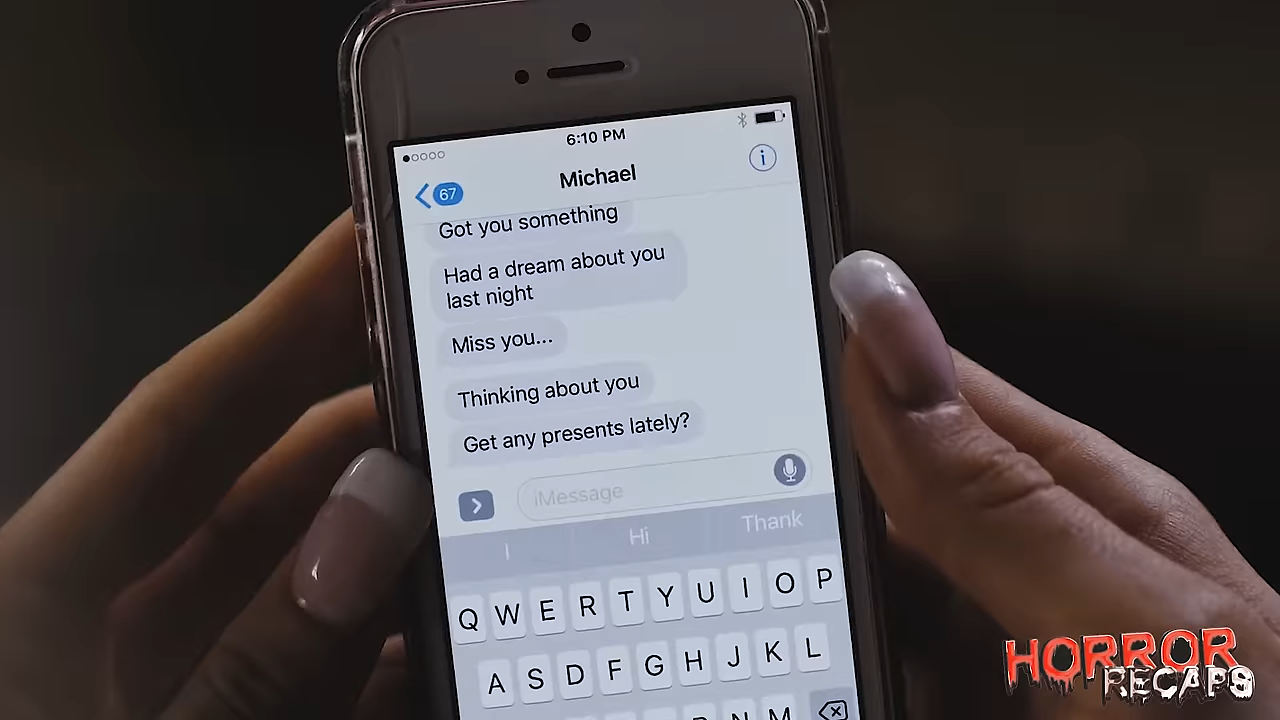 6:10 PM
67
Michael
i
Got you something
Had a dream about you
last night
Miss you...
Thinking about you
Get any presents lately?
iMessage
I Hi Thank
Q W E R T Y U I O P
A S D F G H J K L
N M
HORROR
RECAPS